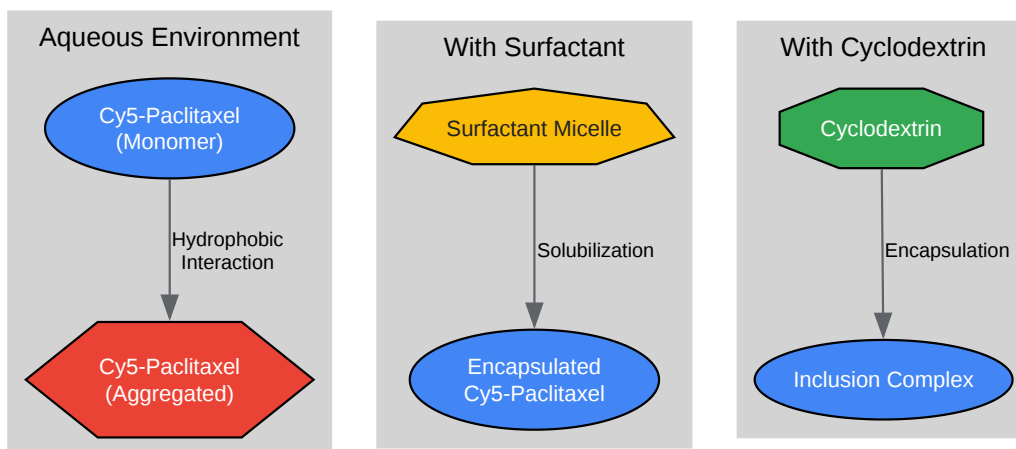 Aqueous Environment
Cy5-Paclitaxel
(Monomer)
Hydrophobic
Interaction
Cy5-Paclitaxel
(Aggregated)
With Surfactant
Surfactant Micelle
Solubilization
Encapsulated
Cy5-Paclitaxel
With Cyclodextrin
Cyclodextrin
Encapsulation
Inclusion Complex